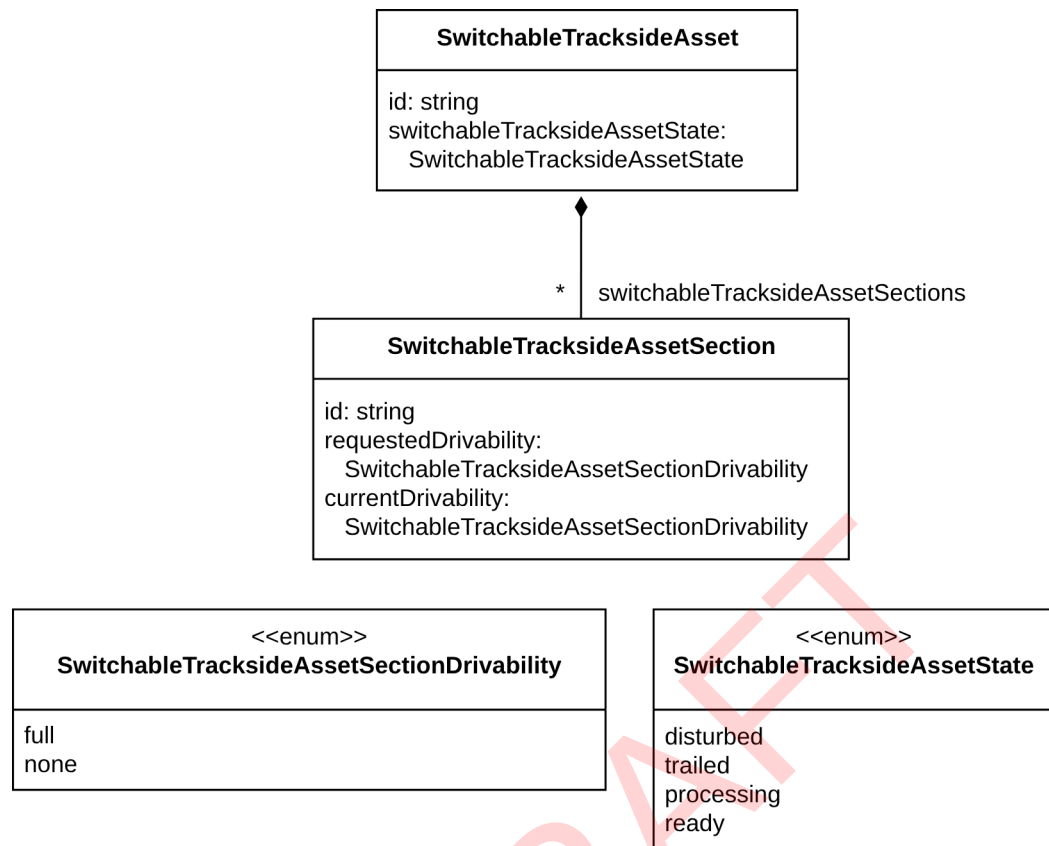 SwitchableTracksideAsset
id: string
switchableTracksideAssetState:
SwitchableTracksideAssetState
* switchableTracksideAssetSections
SwitchableTracksideAssetSection
id: string
requestedDrivability:
SwitchableTracksideAssetSectionDrivability
currentDrivability:
SwitchableTracksideAssetSectionDrivability
<<enum>>
SwitchableTracksideAssetSectionDrivability
full
none
<<enum>>
SwitchableTracksideAssetState
disturbed
trailed
processing
ready